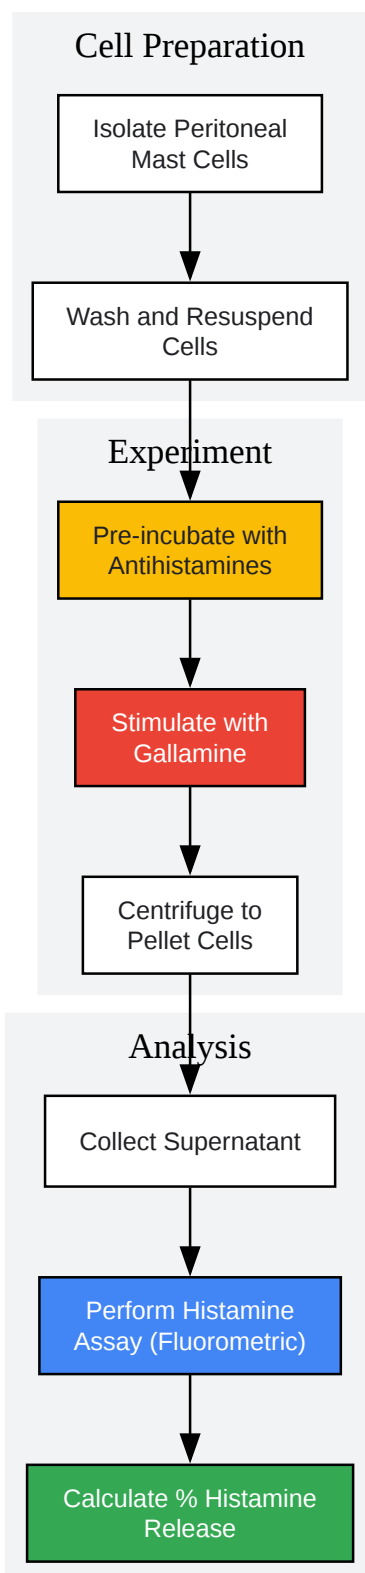 Cell Preparation
Isolate Peritoneal
Mast Cells
Wash and Resuspend
Cells
Experiment
Pre-incubate with
Antihistamines
Stimulate with
Gallamine
Centrifuge to
Pellet Cells
Analysis
Collect Supernatant
Perform Histamine
Assay (Fluorometric)
Calculate % Histamine
Release